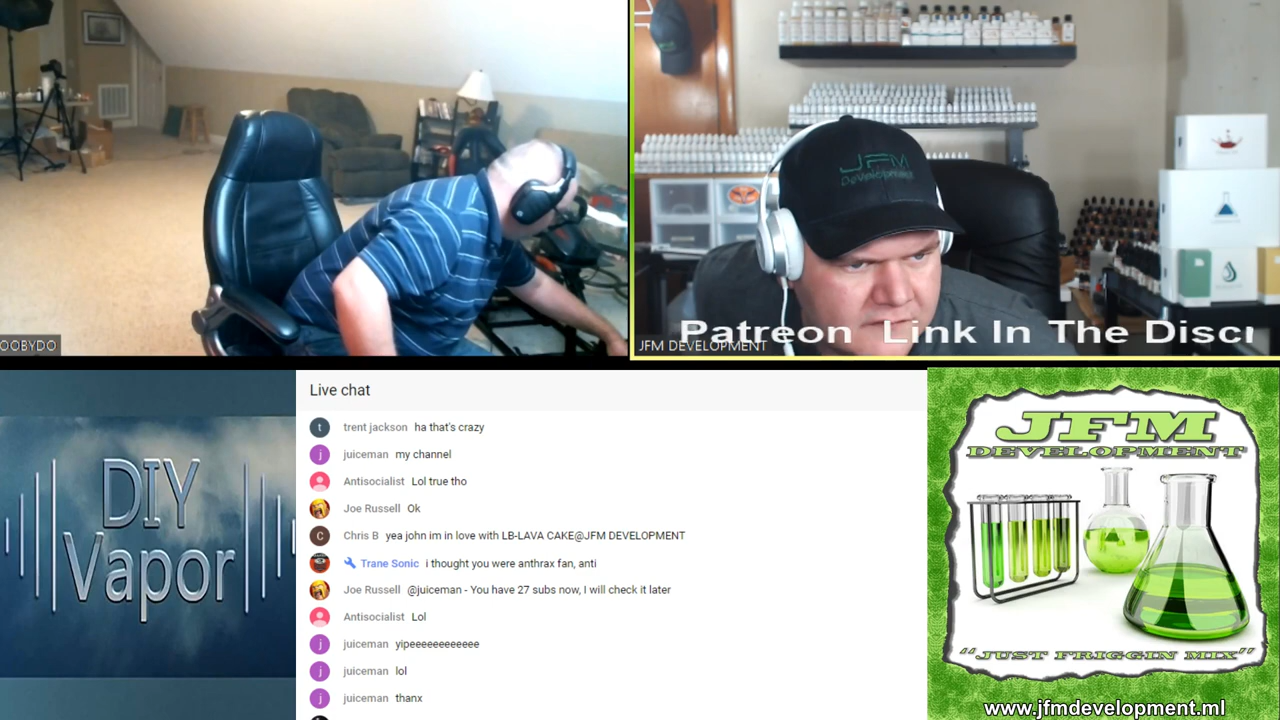 JFM
Development
OOBYDO
JFM DEVELOPMENT
Patreon Link In The Disc
Live chat
t trent jackson ha that's crazy
j juiceman my channel
Antisocialist Lol true tho
Joe Russell Ok
C Chris B yea john im in love with LB-LAVA CAKE@JFM DEVELOPMENT
Trane Sonic i thought you were anthrax fan, anti
Joe Russell @juiceman - You have 27 subs now, I will check it later
Antisocialist Lol
j juiceman yipeeeeeeeeeeee
j juiceman lol
j juiceman thanx
DIY
Vapor
JFM
DEVELOPMENT
"JUST FRIGGIN MIX"
www.jfmdevelopment.ml